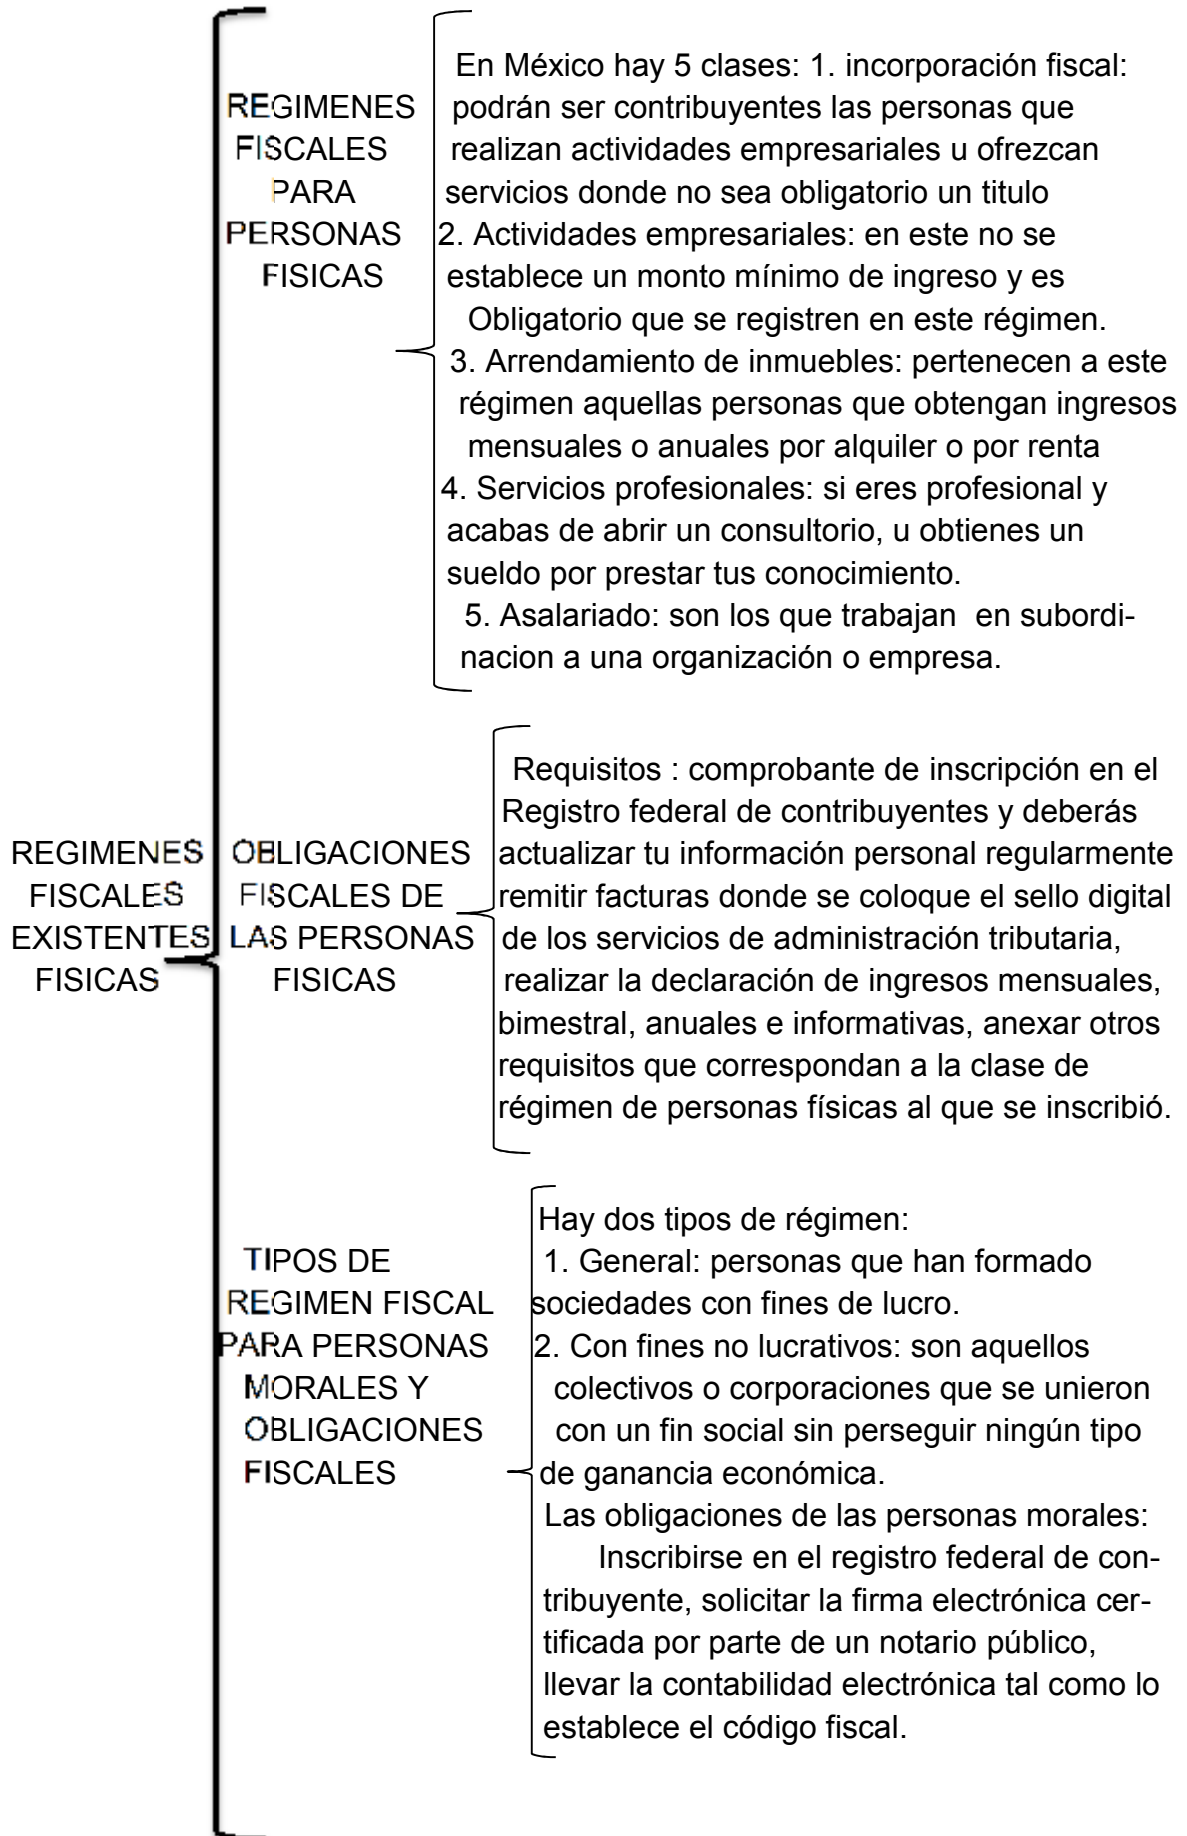 REGIMENES
FISCALES
EXISTENTES
FISICAS
REGIMENES
FISCALES
PARA
PERSONAS
FISICAS
En México hay 5 clases: 1. incorporación fiscal:
podrán ser contribuyentes las personas que
realizan actividades empresariales u ofrezcan
servicios donde no sea obligatorio un titulo
2. Actividades empresariales: en este no se
establece un monto mínimo de ingreso y es
Obligatorio que se registren en este régimen.
3. Arrendamiento de inmuebles: pertenecen a este
régimen aquellas personas que obtengan ingresos
mensuales o anuales por alquiler o por renta
4. Servicios profesionales: si eres profesional y
acabas de abrir un consultorio, u obtienes un
sueldo por prestar tus conocimiento.
5. Asalariado: son los que trabajan en subordi-
nacion a una organización o empresa.
OBLIGACIONES
FISCALES DE
LAS PERSONAS
FISICAS
Requisitos : comprobante de inscripción en el
Registro federal de contribuyentes y deberás
actualizar tu información personal regularmente
remitir facturas donde se coloque el sello digital
de los servicios de administración tributaria,
realizar la declaración de ingresos mensuales,
bimestral, anuales e informativas, anexar otros
requisitos que correspondan a la clase de
régimen de personas físicas al que se inscribió.
TIPOS DE
REGIMEN FISCAL
PARA PERSONAS
MORALES Y
OBLIGACIONES
FISCALES
Hay dos tipos de régimen:
1. General: personas que han formado
sociedades con fines de lucro.
2. Con fines no lucrativos: son aquellos
colectivos o corporaciones que se unieron
con un fin social sin perseguir ningún tipo
de ganancia económica.
Las obligaciones de las personas morales:
Inscribirse en el registro federal de con-
tribuyente, solicitar la firma electrónica cer-
tificada por parte de un notario público,
llevar la contabilidad electrónica tal como lo
establece el código fiscal.